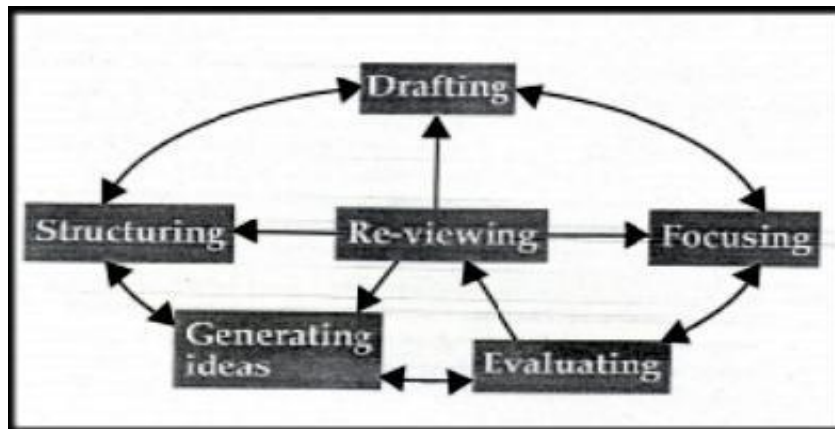 Drafting
Structuring
Re-viewing
Focusing
Generating
ideas
Evaluating